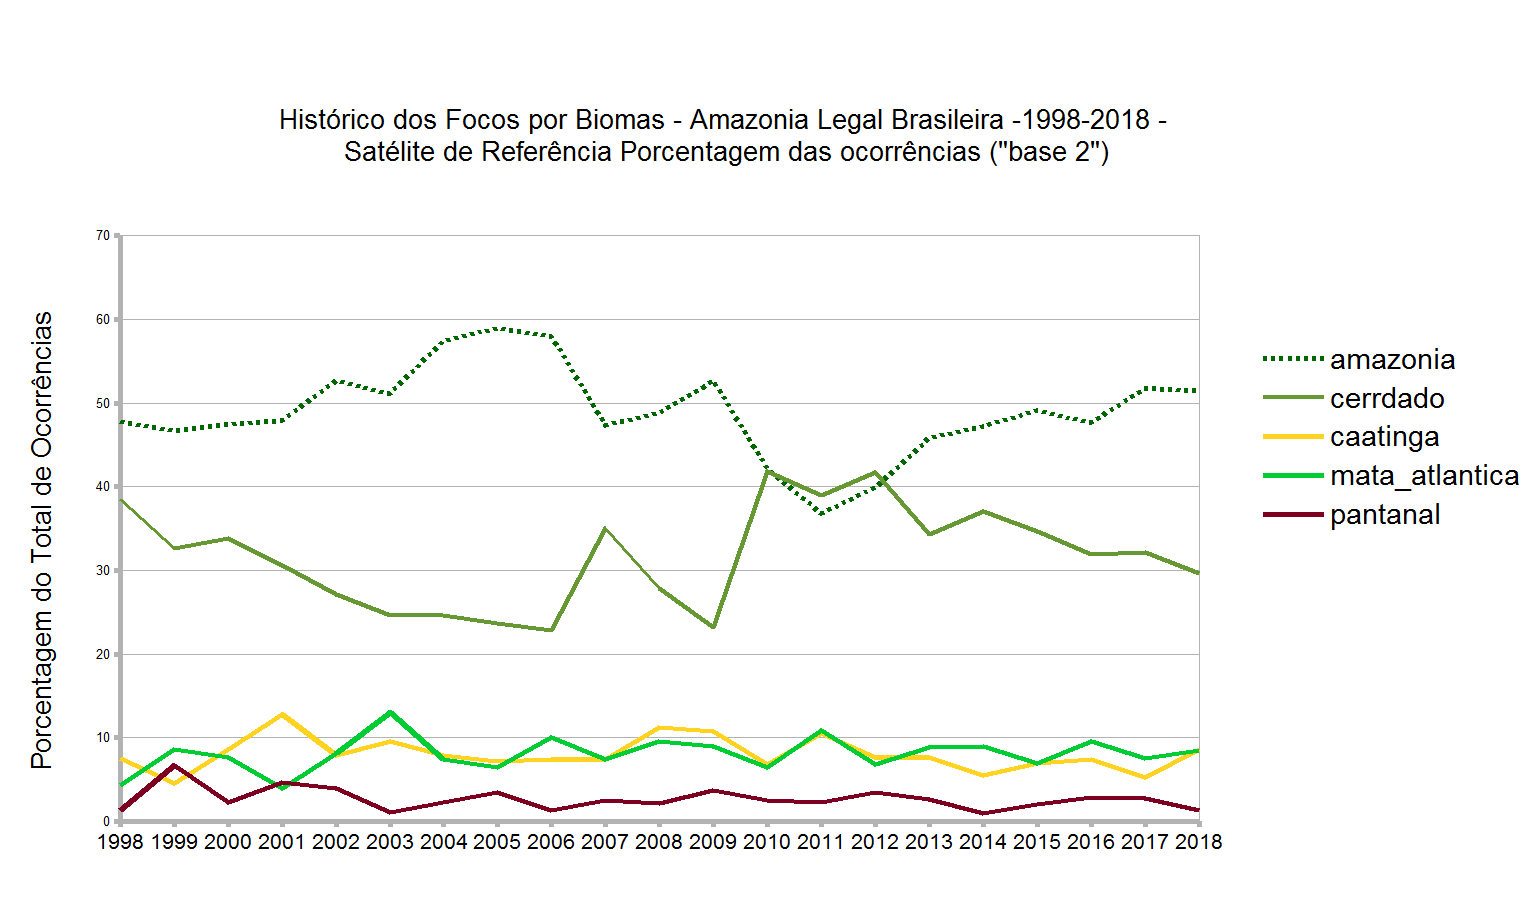 Histórico dos Focos por Biomas - Amazonia Legal Brasileira -1998-2018 -
Satélite de Referência Porcentagem das ocorrências ("base 2")
Porcentagem do Total de Ocorrências
70
60
50
40
30
20
10
0
1998 1999 2000 2001 2002 2003 2004 2005 2006 2007 2008 2009 2010 2011 2012 2013 2014 2015 2016 2017 2018
amazonia
cerrdado
caatinga
mata_atlantica
pantanal